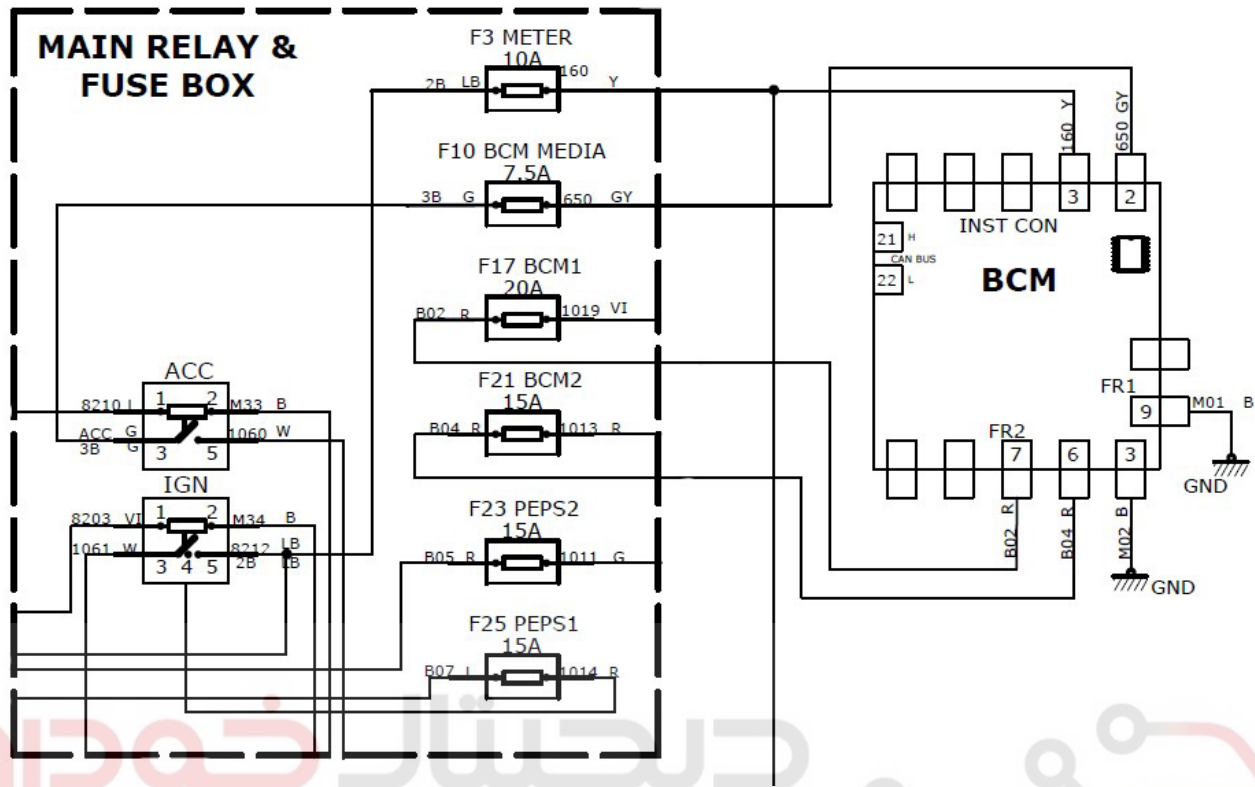 MAIN RELAY &
FUSE BOX
F3 METER
10A
2B LB 160 Y
F10 BCM MEDIA
7.5A
3B G 650 GY
F17 BCM1
20A
B02 R 1019 VI
F21 BCM2
15A
B04 R 1013 R
F23 PEPS2
15A
B05 R 1011 G
F25 PEPS1
15A
B07 L 1014 R
ACC
1 2
8210 L M33 B
ACC G 1060 W
3B G
3 5
IGN
1 2
8203 VI M34 B
1061 W 8212 LB
2B LB
3 4 5
160 Y
650 GY
3 2
INST CON
21 H
CAN BUS
22 L
BCM
FR1
9
M01 B
GND
FR2
7 6 3
B02 R
B04 R
M02 B
GND
دیجیتال خودرو